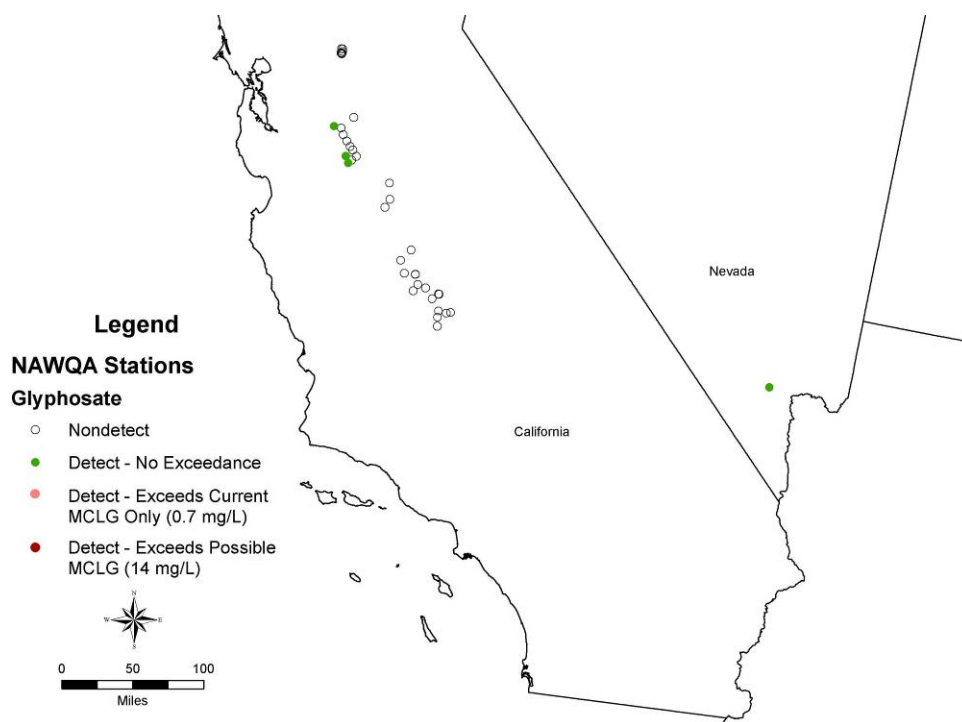 Nevada
California
Legend
NAWQA Stations
Glyphosate
Nondetect
Detect - No Exceedance
Detect - Exceeds Current
MCLG Only (0.7 mg/L)
Detect - Exceeds Possible
MCLG (14 mg/L)
N
W E
S
0 50 100
Miles